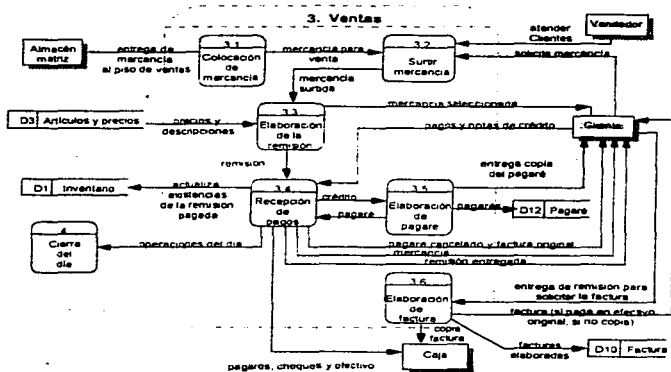 3. Ventas
Almacén
matriz
entrega de
mercancía
al piso de ventas
3.1
Colocación
de
mercancía
mercancía para
venta
3.2
Surtir
mercancía
atender
Clientes
Vendedor
solicita mercancía
mercancía
surtida
D3 Artículos y precios
precios y
descripciones
3.3
Elaboración
de la
remisión
mercancía seleccionada
Cliente
pagos y notas de crédito
remisión
entrega copia
del pagaré
D1 Inventario
actualiza
existencias
de la remisión
pagada
3.4
Recepción
de
pagos
crédito
pagaré
3.5
Elaboración
de
pagare
pagarés
D12 Pagaré
4
Cierre
del
día
operaciones del día
pagaré cancelado y factura original
mercancía
remisión entregada
3.6
Elaboración
de
factura
entrega de remisión para
solicitar la factura
factura (si paga en efectivo
original, si no copia)
copia
factura
facturas
elaboradas
D10 Factura
Caja
pagarés, cheques y efectivo